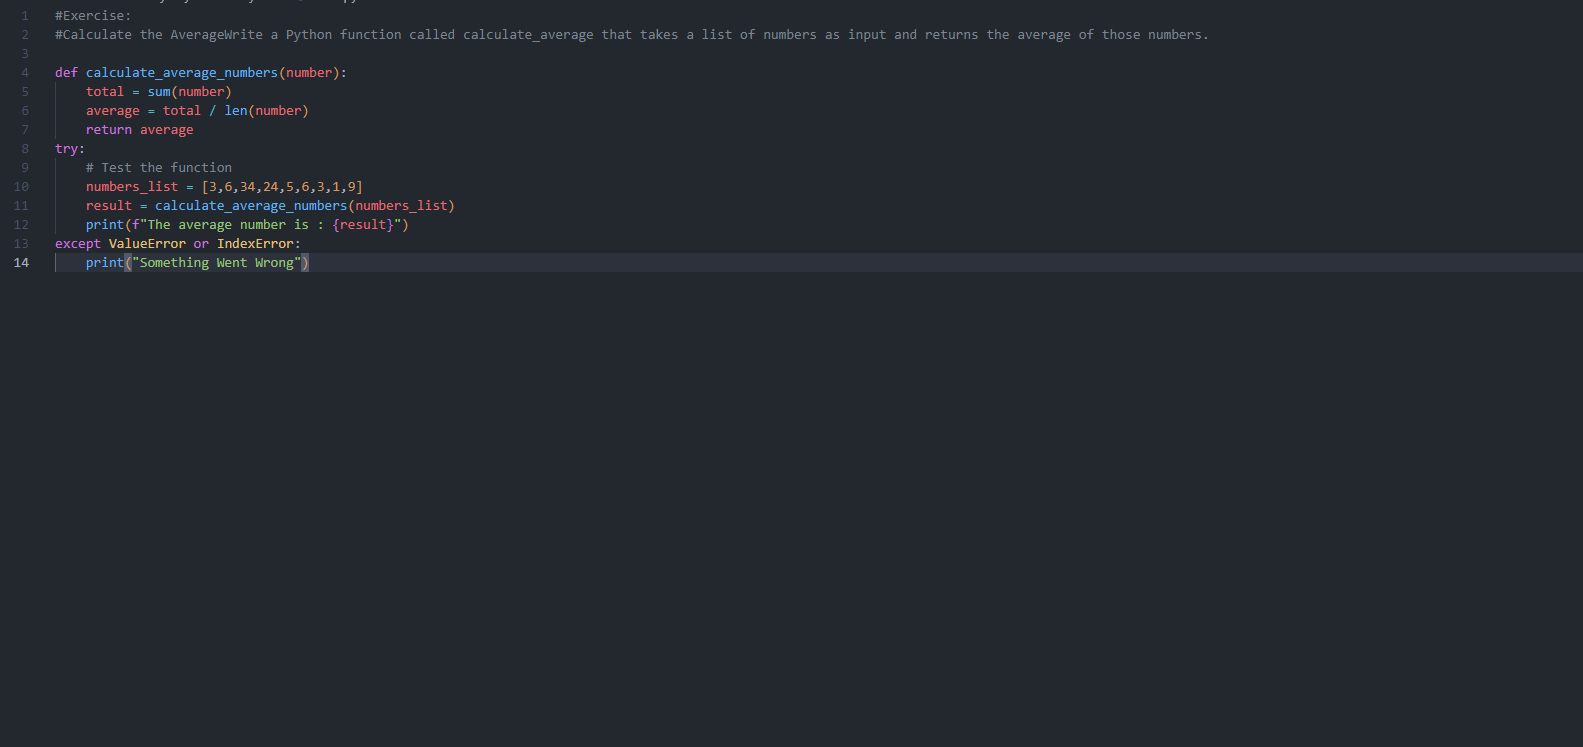 1 #Exercise:
2 #Calculate the AverageWrite a Python function called calculate_average that takes a list of numbers as input and returns the average of those numbers.
3
4 def calculate_average_numbers(number):
5     total = sum(number)
6     average = total / len(number)
7     return average
8 try:
9     # Test the function
10     numbers_list = [3,6,34,24,5,6,3,1,9]
11     result = calculate_average_numbers(numbers_list)
12     print(f"The average number is : {result}")
13 except ValueError or IndexError:
14     print("Something Went Wrong")